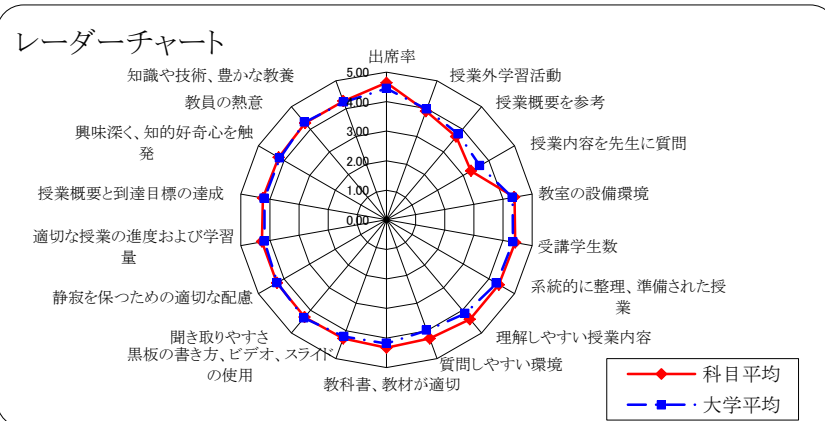 レーダーチャート
出席率
授業外学習活動
授業概要を参考
授業内容を先生に質問
教室の設備環境
受講学生数
系統的に整理、準備された授
業
理解しやすい授業内容
質問しやすい環境
教科書、教材が適切
黒板の書き方、ビデオ、スライド
の使用
聞き取りやすさ
静寂を保つための適切な配慮
適切な授業の進度および学習
量
授業概要と到達目標の達成
興味深く、知的好奇心を触
発
教員の熱意
知識や技術、豊かな教養
5.00
4.00
3.00
2.00
1.00
0.00
科目平均
大学平均